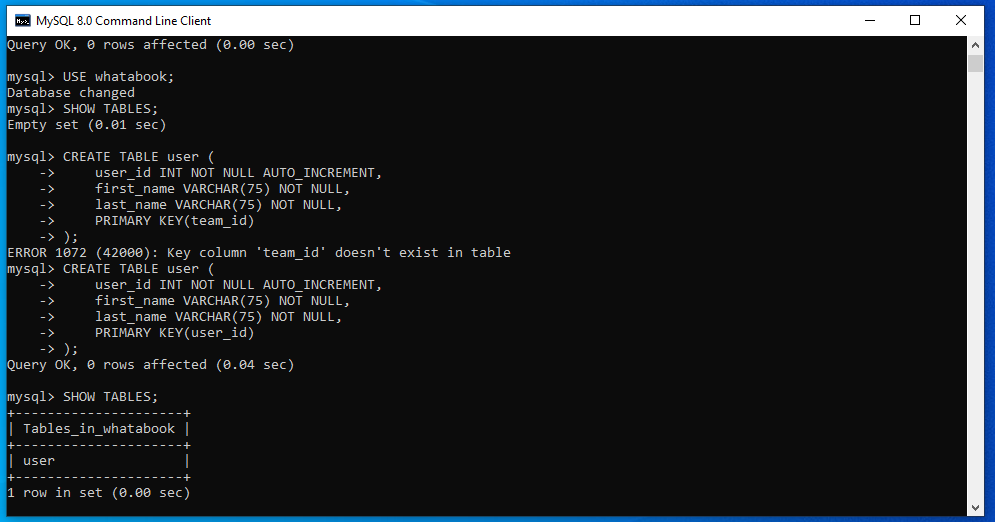 MySQL 8.0 Command Line Client
Query OK, 0 rows affected (0.00 sec)
mysql> USE whatabook;
Database changed
mysql> SHOW TABLES;
Empty set (0.01 sec)
mysql> CREATE TABLE user (
    ->     user_id INT NOT NULL AUTO_INCREMENT,
    ->     first_name VARCHAR(75) NOT NULL,
    ->     last_name VARCHAR(75) NOT NULL,
    ->     PRIMARY KEY(team_id)
    -> );
ERROR 1072 (42000): Key column 'team_id' doesn't exist in table
mysql> CREATE TABLE user (
    ->     user_id INT NOT NULL AUTO_INCREMENT,
    ->     first_name VARCHAR(75) NOT NULL,
    ->     last_name VARCHAR(75) NOT NULL,
    ->     PRIMARY KEY(user_id)
    -> );
Query OK, 0 rows affected (0.04 sec)
mysql> SHOW TABLES;
+---------------------+
| Tables_in_whatabook |
+---------------------+
| user                |
+---------------------+
1 row in set (0.00 sec)